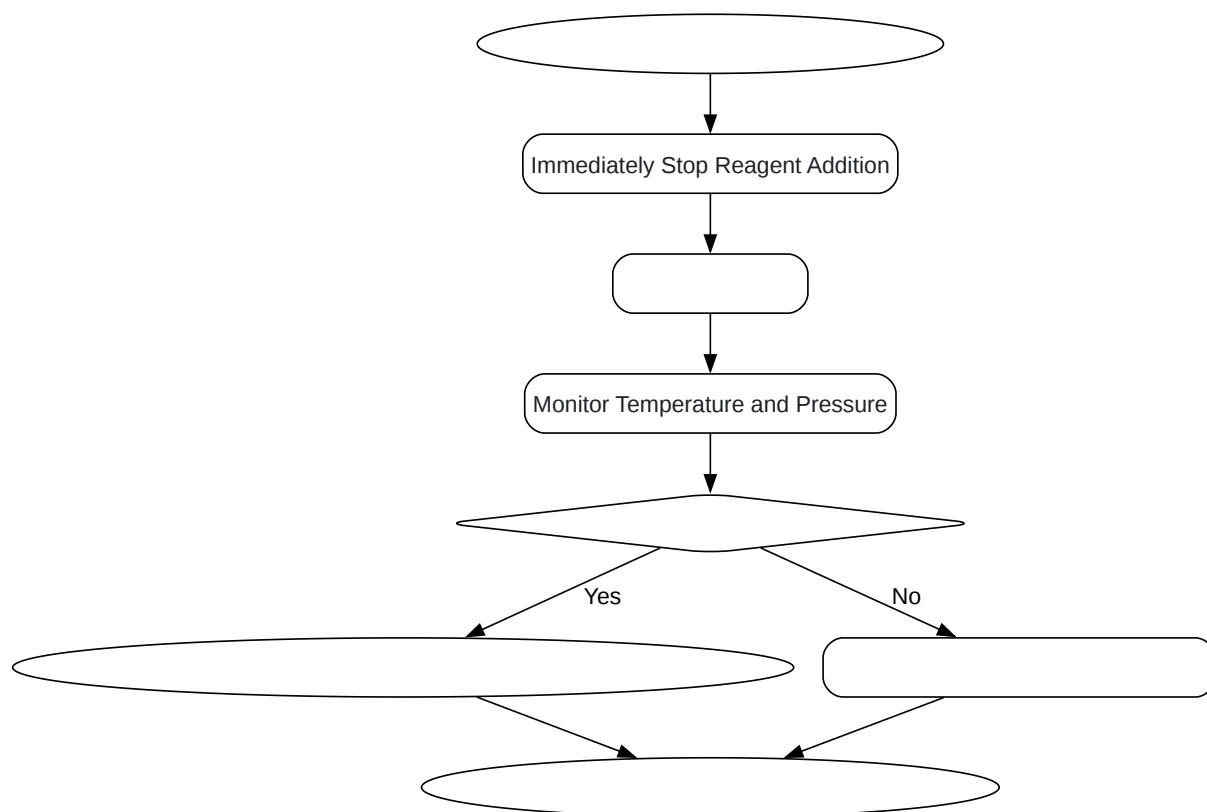 Immediately Stop Reagent Addition
Monitor Temperature and Pressure
Yes
No